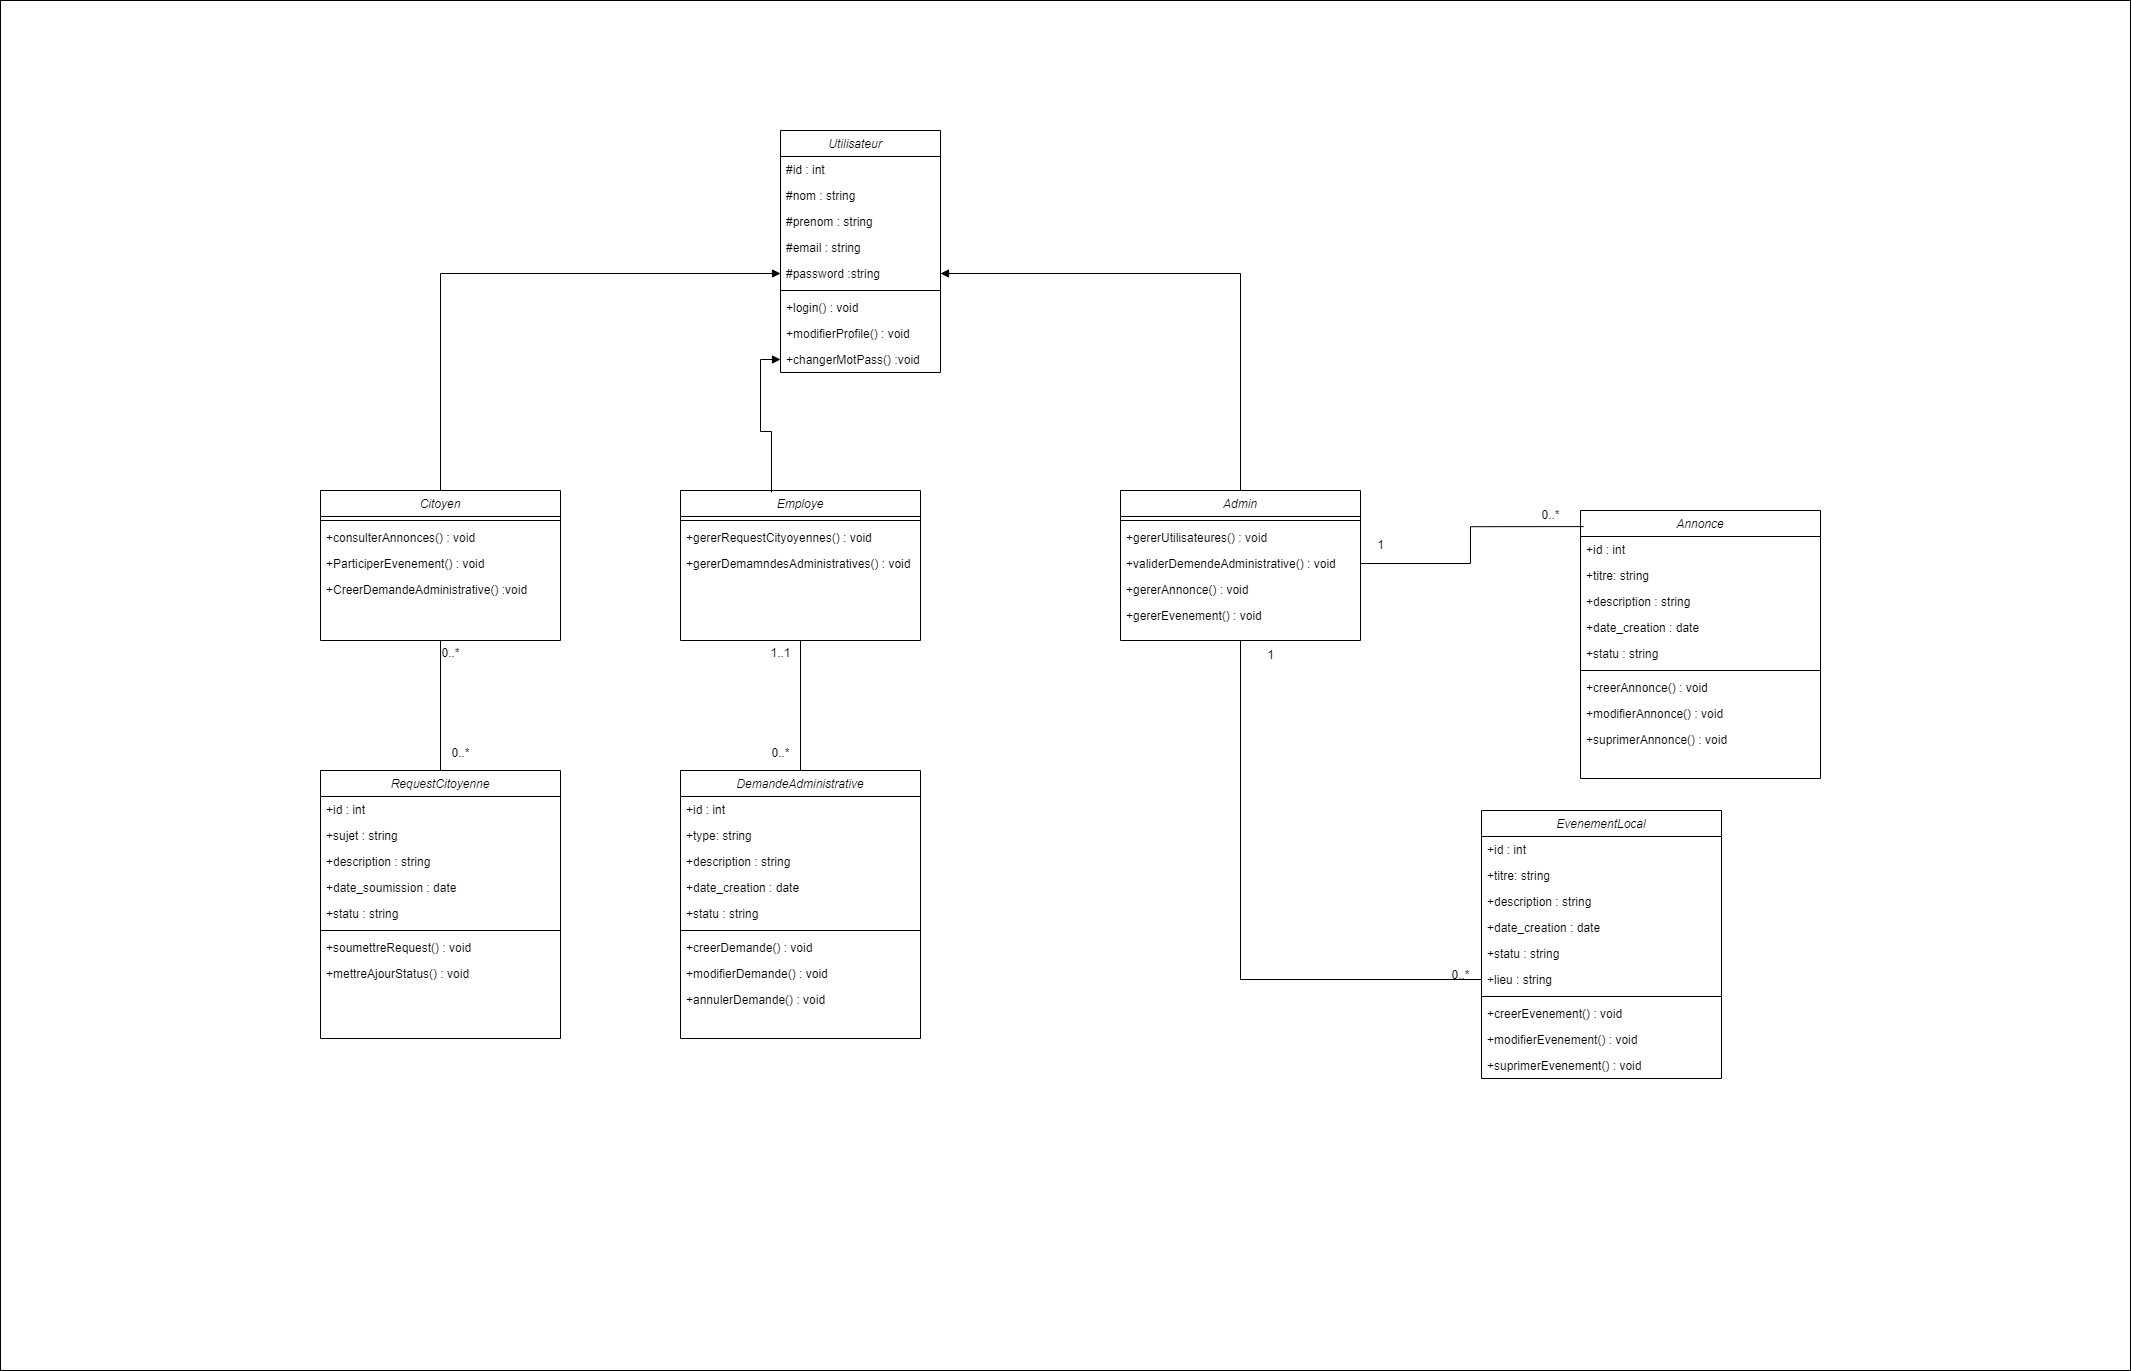 Utilisateur
#id : int
#nom : string
#prenom : string
#email : string
#password :string
+login() : void
+modifierProfile() : void
+changerMotPass() :void
Citoyen
+consulterAnnonces() : void
+ParticiperEvenement() : void
+CreerDemandeAdministrative() :void
0..*
0..*
Employe
+gererRequestCityoyennes() : void
+gererDemamndesAdministratives() : void
1..1
0..*
Admin
+gererUtilisateures() : void
+validerDemendeAdministrative() : void
+gererAnnonce() : void
+gererEvenement() : void
1
0..*
1
0..*
Annonce
+id : int
+titre: string
+description : string
+date_creation : date
+statu : string
+creerAnnonce() : void
+modifierAnnonce() : void
+suprimerAnnonce() : void
RequestCitoyenne
+id : int
+sujet : string
+description : string
+date_soumission : date
+statu : string
+soumettreRequest() : void
+mettreAjourStatus() : void
DemandeAdministrative
+id : int
+type: string
+description : string
+date_creation : date
+statu : string
+creerDemande() : void
+modifierDemande() : void
+annulerDemande() : void
EvenementLocal
+id : int
+titre: string
+description : string
+date_creation : date
+statu : string
+lieu : string
+creerEvenement() : void
+modifierEvenement() : void
+suprimerEvenement() : void